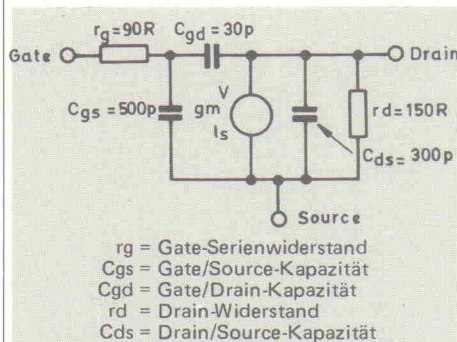 rg=90R Cgd = 30p
Gate Drain
Cgs = 500p
V
gm
Is
rd=150R
Cds= 300p
Source
rg = Gate-Serienwiderstand
Cgs = Gate/Source-Kapazität
Cgd = Gate/Drain-Kapazität
rd = Drain-Widerstand
Cds = Drain/Source-Kapazität